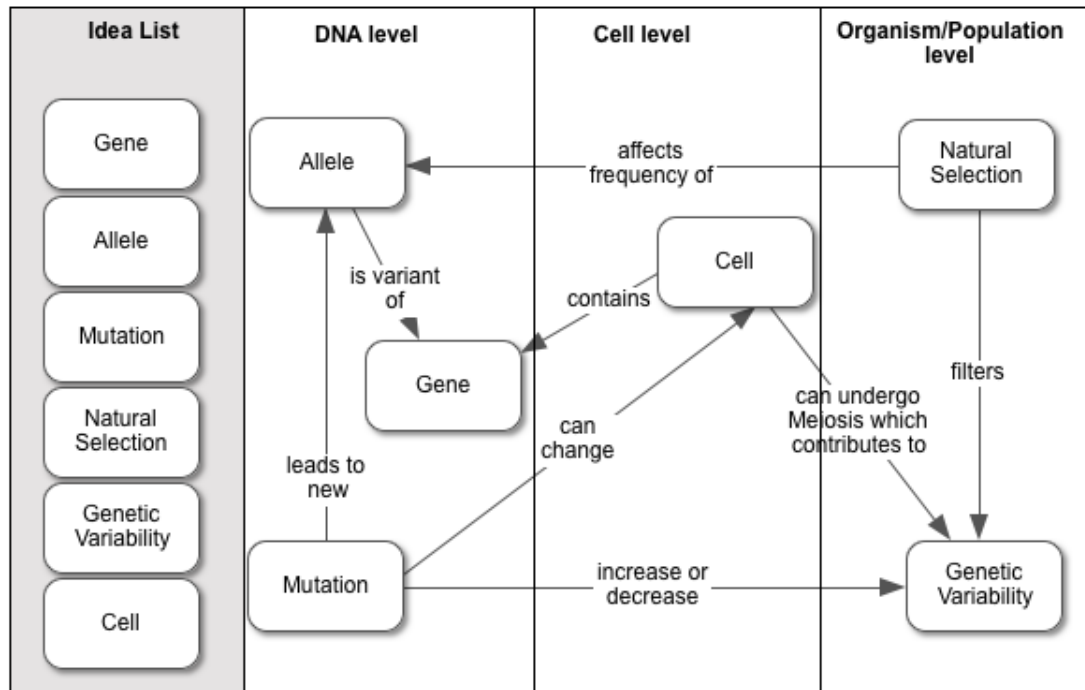 Idea List
DNA level
Cell level
Organism/Population
level
Gene
Allele
Mutation
Natural
Selection
Genetic
Variability
Cell
Allele
affects
frequency of
Natural
Selection
is variant
of
Cell
contains
Gene
filters
can undergo
Meiosis which
contributes to
can
change
leads to
new
Mutation
increase or
decrease
Genetic
Variability